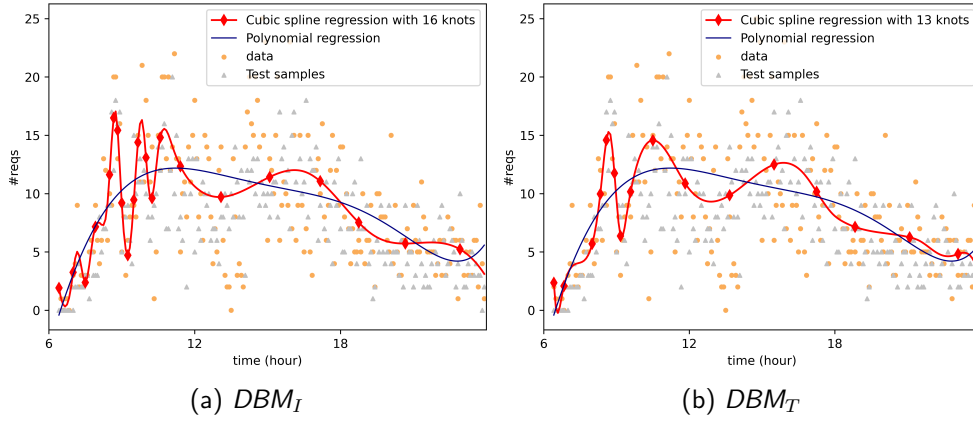 Cubic spline regression with 16 knots
Polynomial regression
data
Test samples
#reqs
20
15
10
5
0
6
12
18
time (hour)
(a) DBM_I
Cubic spline regression with 13 knots
Polynomial regression
data
Test samples
#reqs
20
15
10
5
0
6
12
18
time (hour)
(b) DBM_T